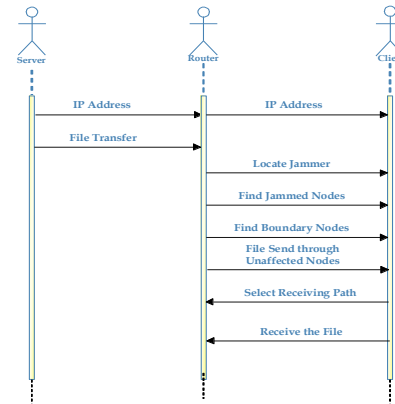 Server
Router
Clie
IP Address
IP Address
File Transfer
Locate Jammer
Find Jammed Nodes
Find Boundary Nodes
File Send through
Unaffected Nodes
Select Receiving Path
Receive the File